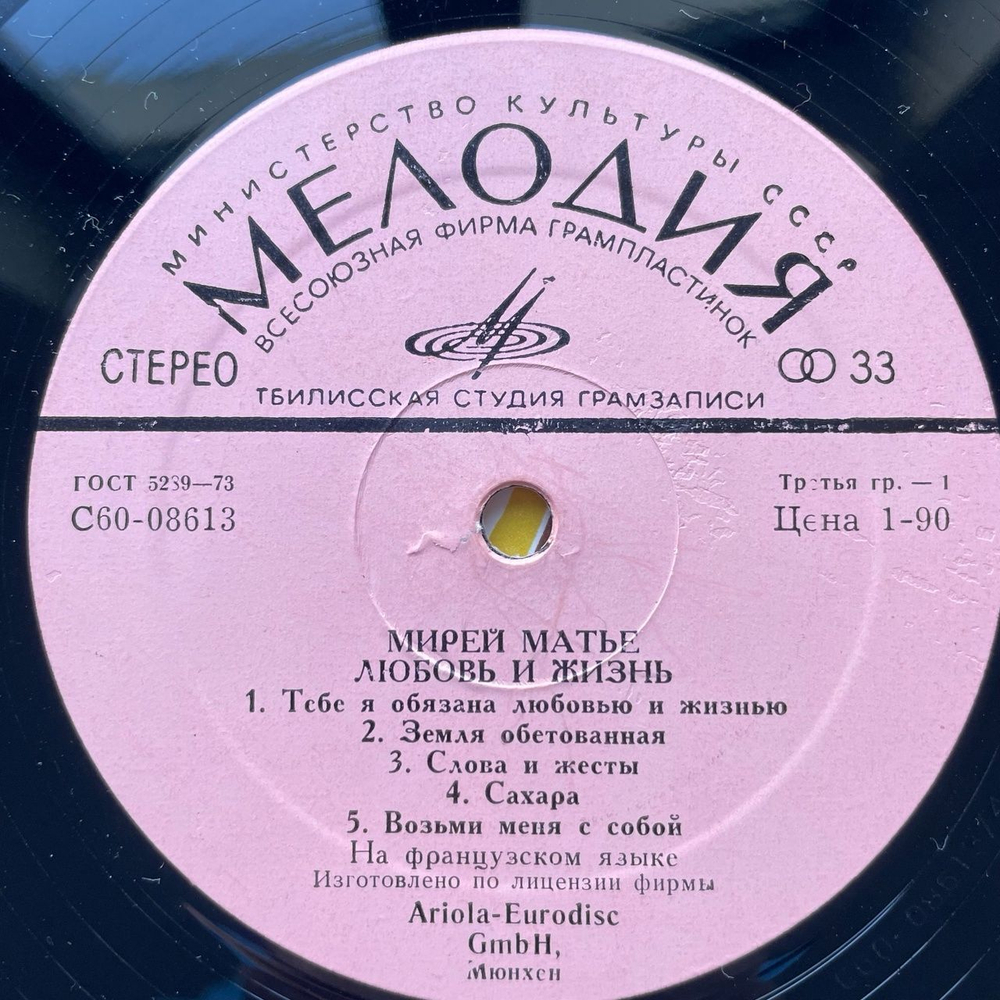 МИНИСТЕРСТВО КУЛЬТУРЫ СССР
МЕЛОДИЯ
ВСЕСОЮЗНАЯ ФИРМА ГРАМПЛАСТИНОК
СТЕРЕО
33
ТБИЛИССКАЯ СТУДИЯ ГРАМЗАПИСИ
ГОСТ 5289—73
Третья гр. — 1
С60-08613
Цена 1-90
МИРЕЙ МАТЬЕ
ЛЮБОВЬ И ЖИЗНЬ
1. Тебе я обязана любовью и жизнью
2. Земля обетованная
3. Слова и жесты
4. Сахара
5. Возьми меня с собой
На французском языке
Изготовлено по лицензии фирмы
Ariola-Eurodisc
GmbH,
Мюнхен